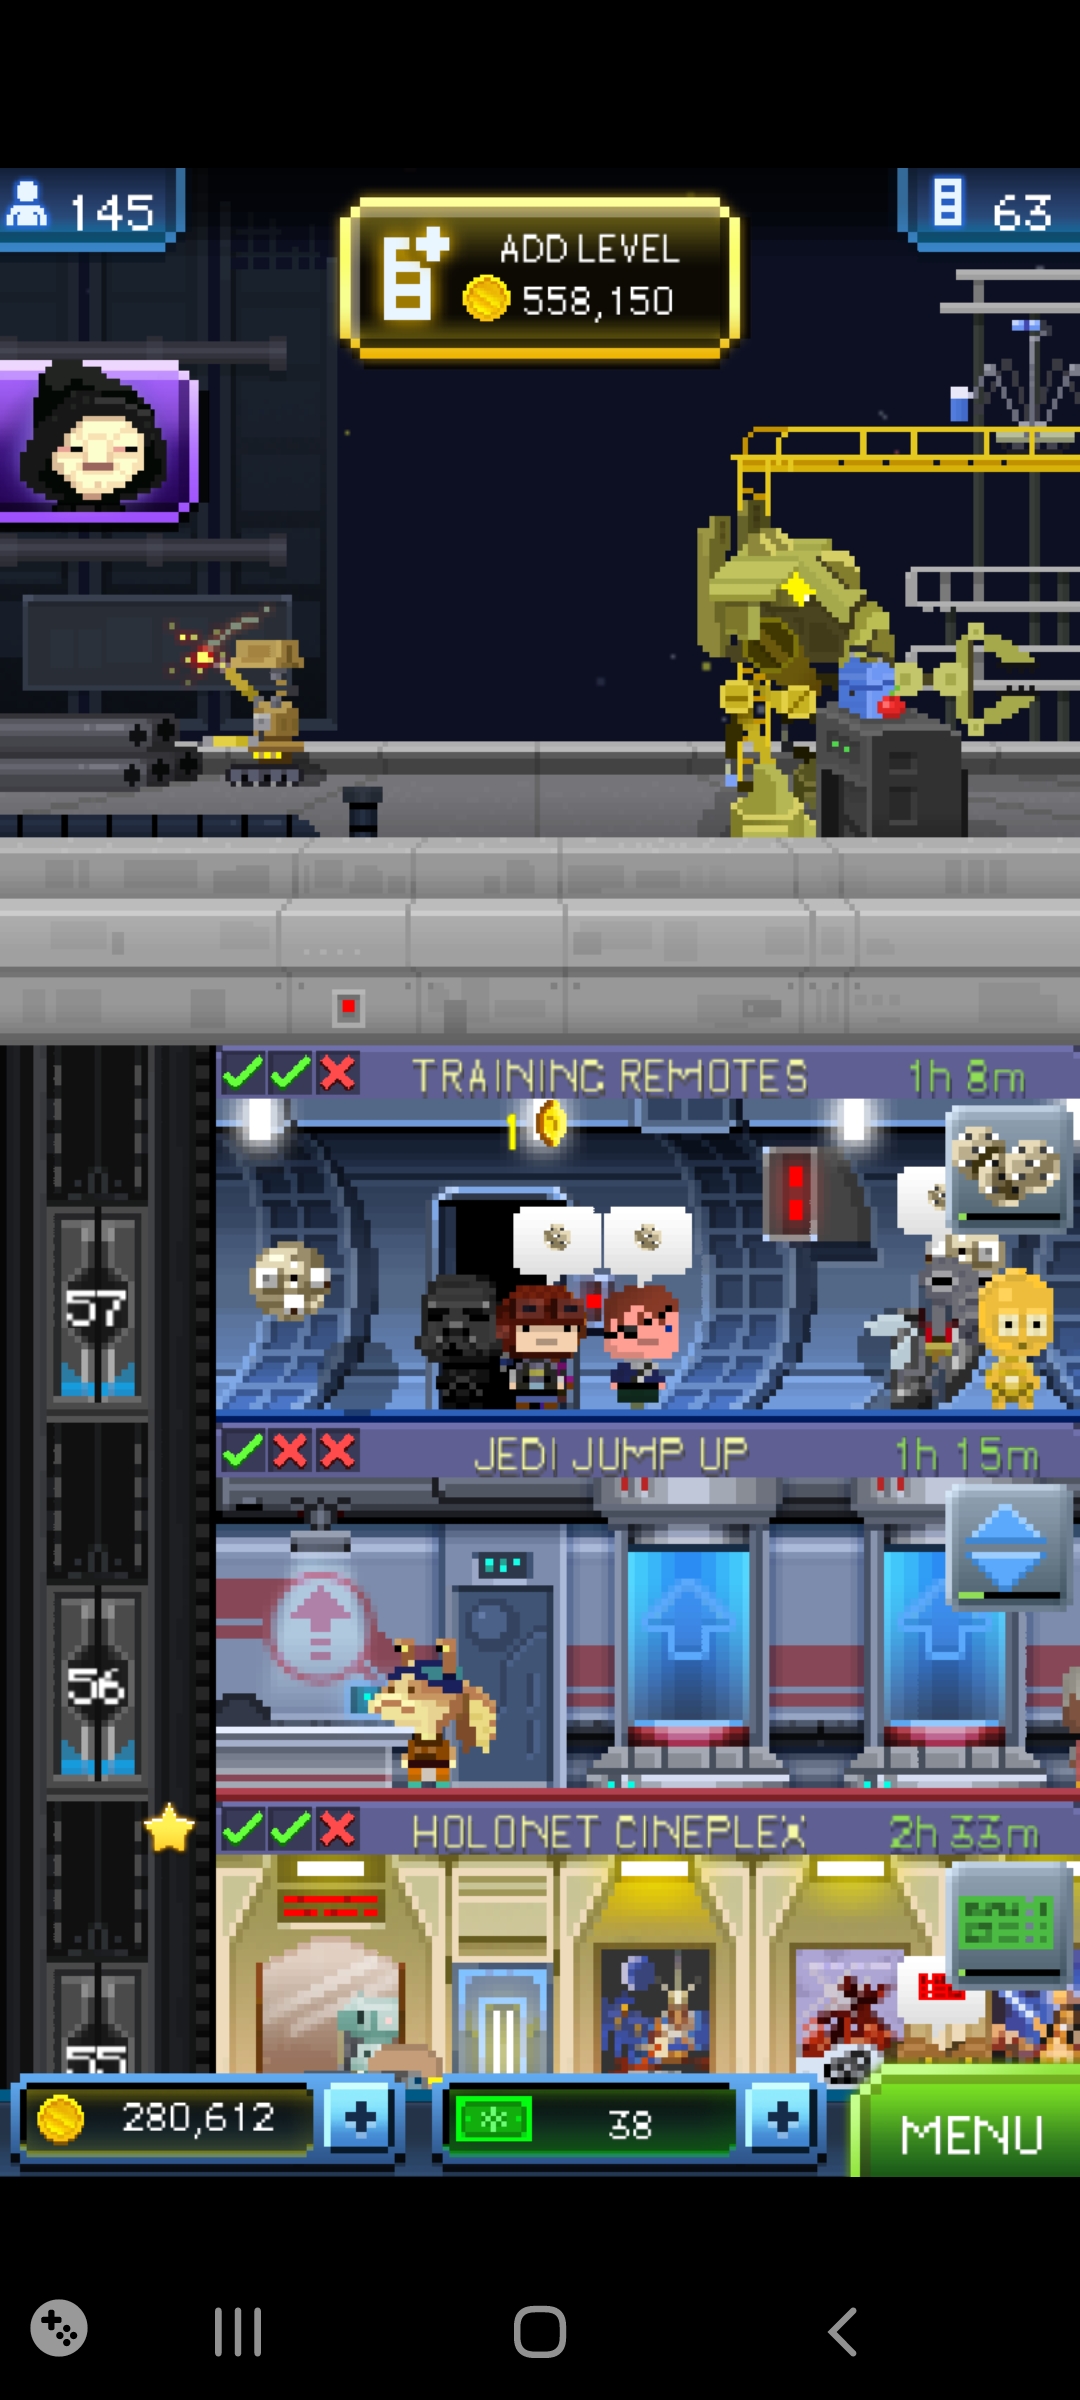 145
63
ADD LEVEL
558,150
TRAINING REMOTES
1h 8m
1
57
JEDI JUMP UP
1h 15m
56
HOLONET CINEPLEX
2h 33m
55
280,612
38
MENU